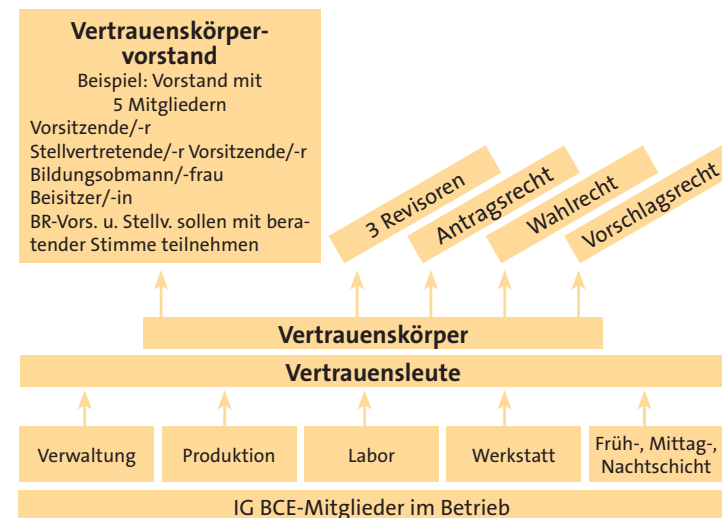 Vertrauenskörper-
vorstand
Beispiel: Vorstand mit
5 Mitgliedern
Vorsitzende/-r
Stellvertretende/-r Vorsitzende/-r
Bildungsobmann/-frau
Beisitzer/-in
BR-Vors. u. Stellv. sollen mit bera-
tender Stimme teilnehmen
3 Revisoren
Antragsrecht
Wahlrecht
Vorschlagsrecht
Vertrauenskörper
Vertrauensleute
Verwaltung
Produktion
Labor
Werkstatt
Früh-, Mittag-,
Nachtschicht
IG BCE-Mitglieder im Betrieb